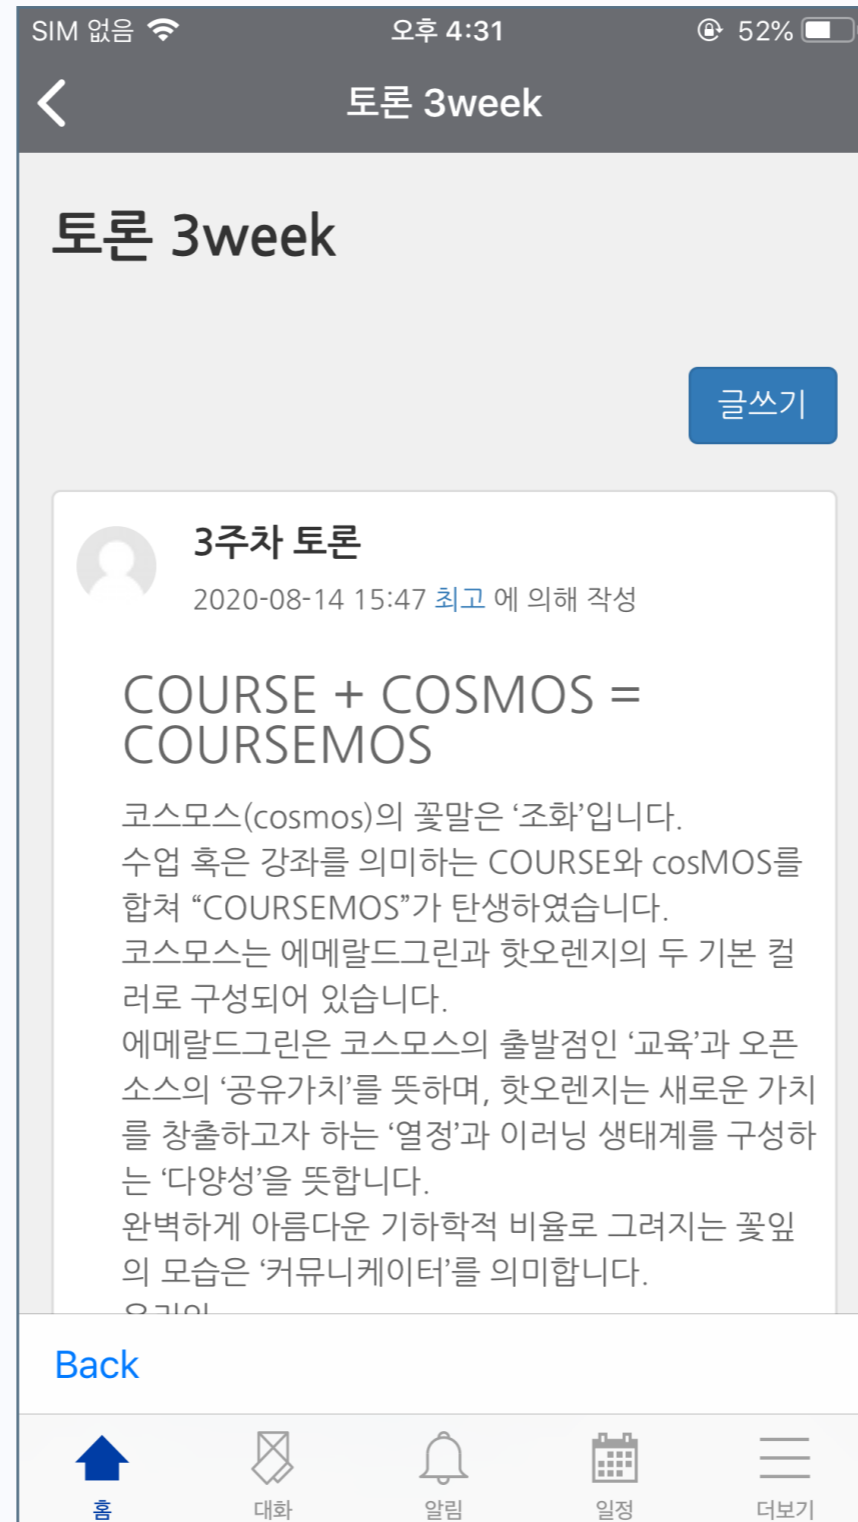 SIM 없음 오후 4:31 52%
토론 3week
토론 3week
글쓰기
3주차 토론
2020-08-14 15:47 최고 에 의해 작성
COURSE + COSMOS =
COURSEMOS
코스모스(cosmos)의 꽃말은 ‘조화’입니다.
수업 혹은 강좌를 의미하는 COURSE와 cosMOS를
합쳐 “COURSEMOS”가 탄생하였습니다.
코스모스는 에메랄드그린과 핫오렌지의 두 기본 컬
러로 구성되어 있습니다.
에메랄드그린은 코스모스의 출발점인 ‘교육’과 오픈
소스의 ‘공유가치’를 뜻하며, 핫오렌지는 새로운 가치
를 창출하고자 하는 ‘열정’과 이러닝 생태계를 구성하
는 ‘다양성’을 뜻합니다.
완벽하게 아름다운 기하학적 비율로 그려지는 꽃잎
의 모습은 ‘커뮤니케이터’를 의미합니다.
Back
홈 대화 알림 일정 더보기